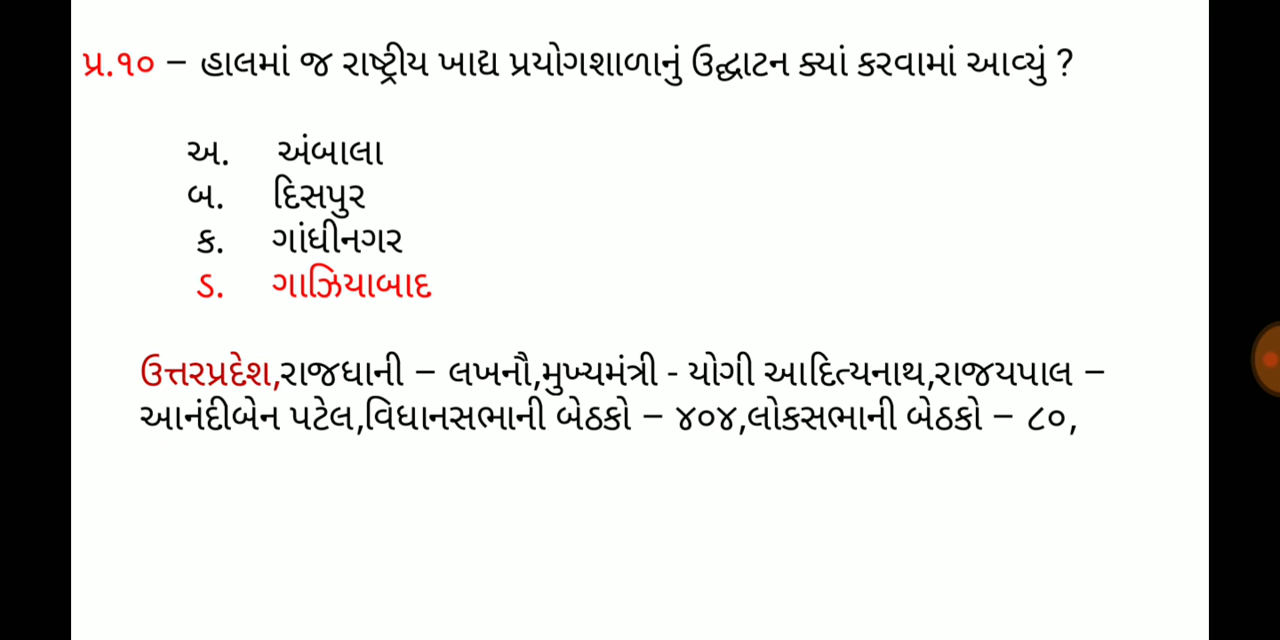 પ્ર.૧૦ – હાલમાં જ રાષ્ટ્રીય ખાદ્ય પ્રયોગશાળાનું ઉદ્ઘાટન ક્યાં કરવામાં આવ્યું ?
અ. અંબાલા
બ. દિસપુર
ક. ગાંધીનગર
ડ. ગાઝિયાબાદ
ઉત્તરપ્રદેશ,રાજધાની – લખનૌ,મુખ્યમંત્રી - યોગી આદિત્યનાથ,રાજયપાલ –
આનંદીબેન પટેલ,વિધાનસભાની બેઠકો – ૪૦૪,લોકસભાની બેઠકો – ૮૦,